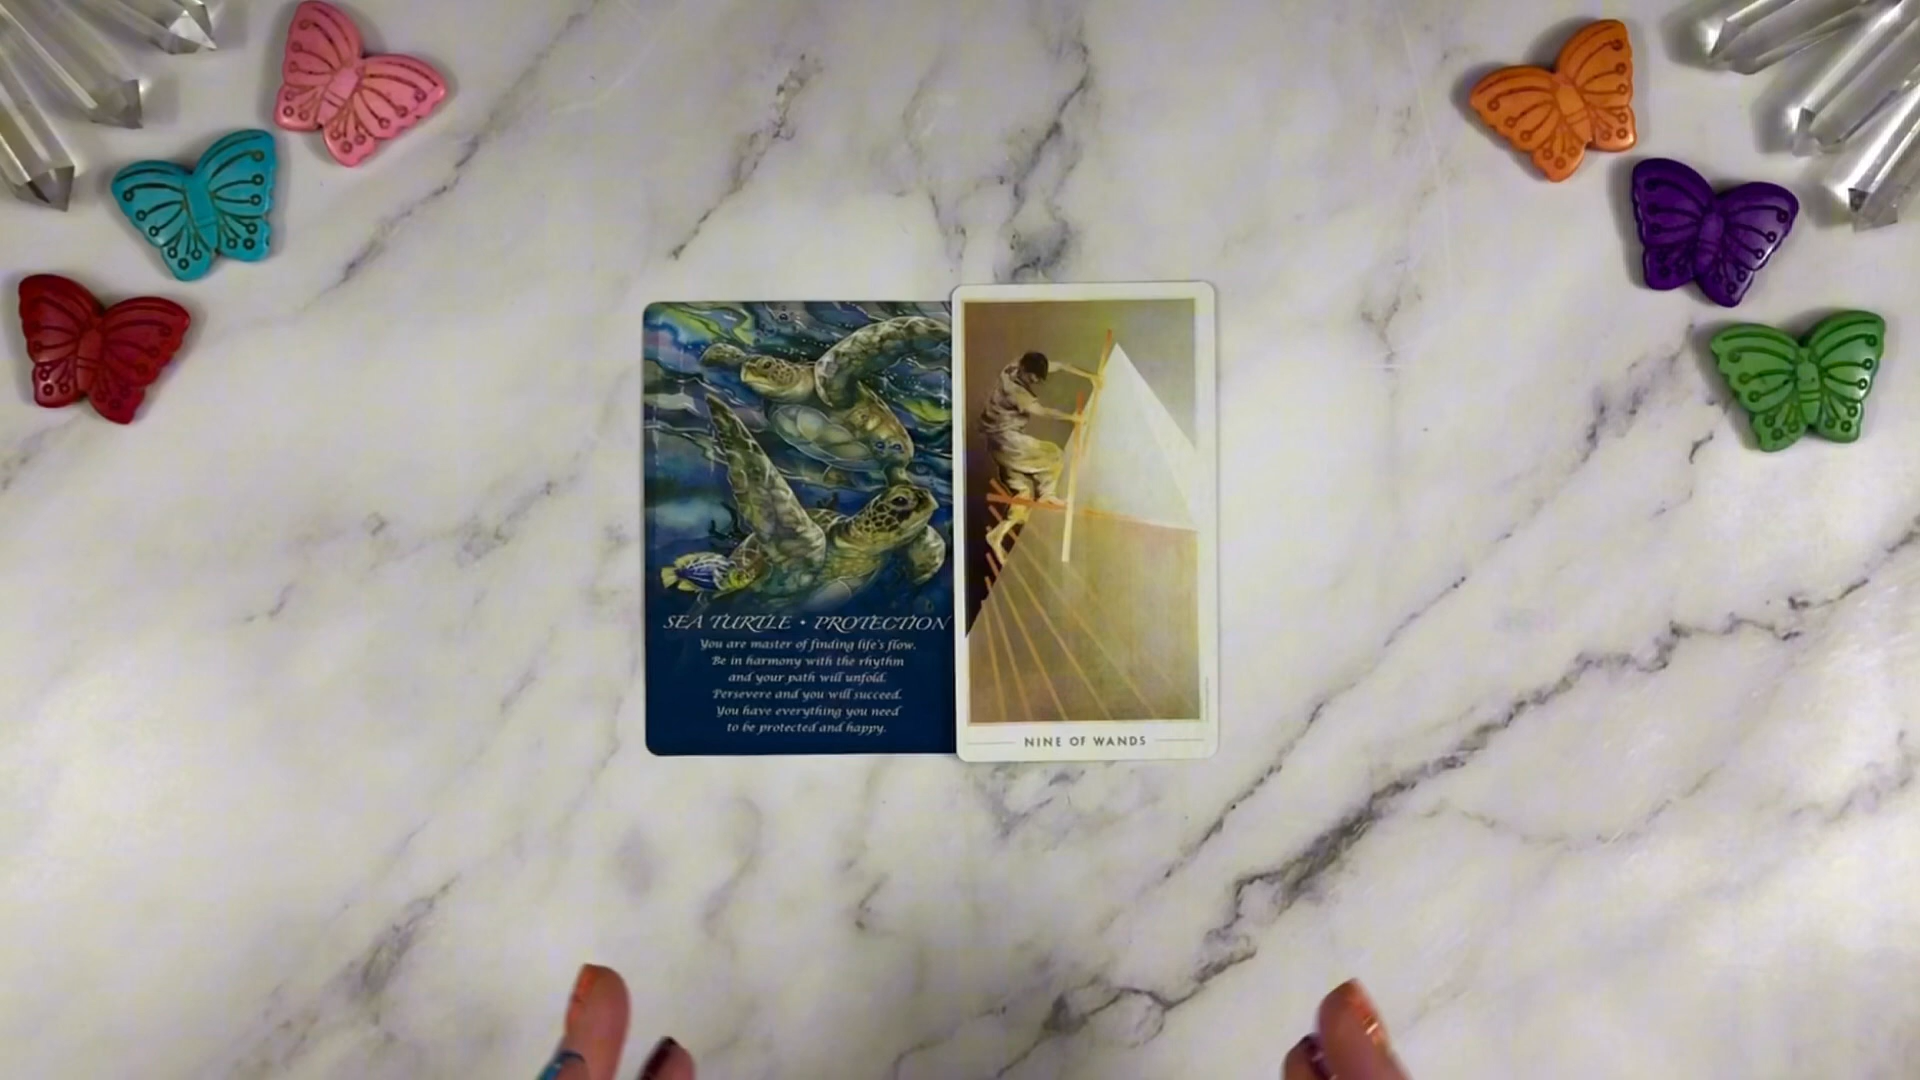 SEA TURTLE • PROTECTION
You are master of finding life's flow.
Be in harmony with the rhythm
and your path will unfold.
Persevere and you will succeed.
You have everything you need
to be protected and happy.
NINE OF WANDS